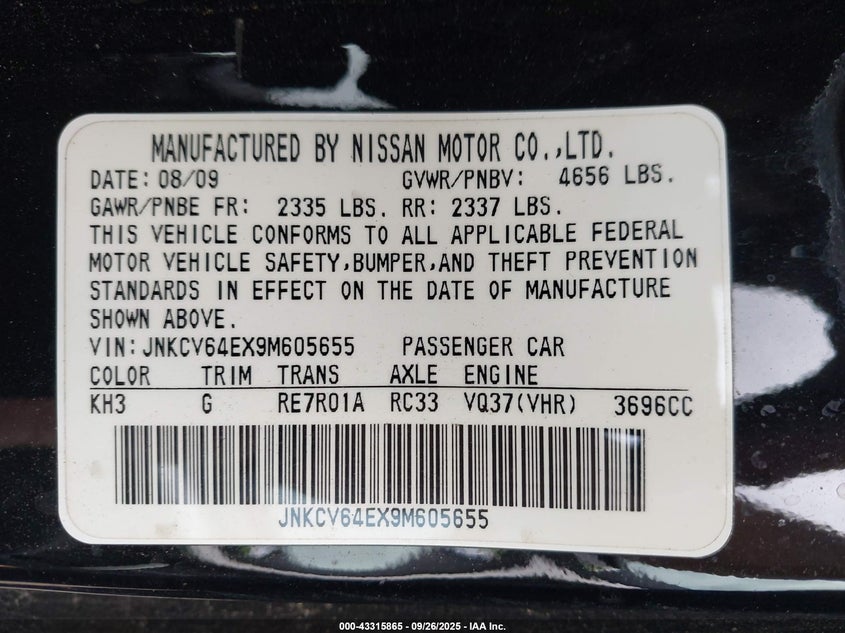 MANUFACTURED BY NISSAN MOTOR CO.,LTD.
DATE: 08/09 GVWR/PNBV: 4656 LBS.
GAWR/PNBE FR: 2335 LBS. RR: 2337 LBS.
THIS VEHICLE CONFORMS TO ALL APPLICABLE FEDERAL
MOTOR VEHICLE SAFETY,BUMPER,AND THEFT PREVENTION
STANDARDS IN EFFECT ON THE DATE OF MANUFACTURE
SHOWN ABOVE.
VIN: JNKCV64EX9M605655 PASSENGER CAR
COLOR TRIM TRANS AXLE ENGINE
KH3 G RE7R01A RC33 VQ37(VHR) 3696CC
JNKCV64EX9M605655
000-43315865 - 09/26/2025 - IAA Inc.